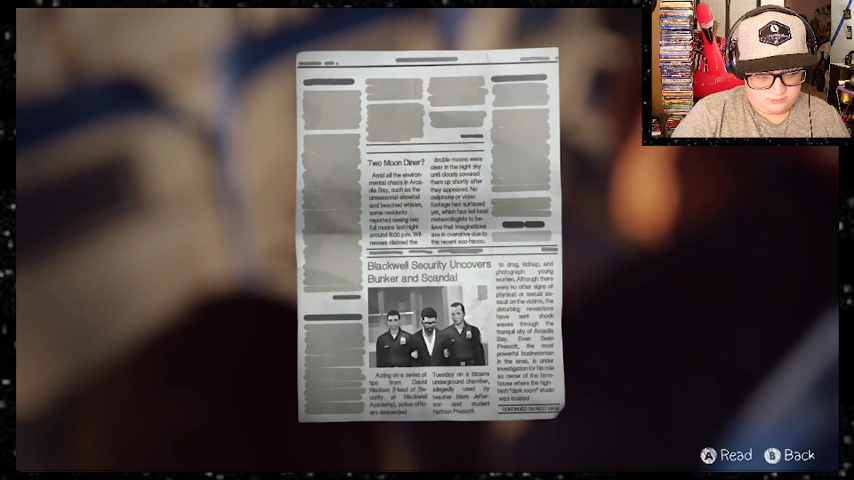 Two Moon Diner?
Amid all the environ-
mental chaos in Arca-
dia Bay, such as the
unseasonal snowfall
and beached whales,
some residents
reported seeing two
full moons last night
around 8:00 p.m. Wit-
nesses claimed the
double moons were
clear in the night sky
until clouds covered
them up shortly after
they appeared. No
cellphone or video
footage has surfaced
yet, which has led local
meteorologists to be-
lieve that imaginations
are in overdrive due to
the recent eco-havoc.
Blackwell Security Uncovers
Bunker and Scandal
Acting on a series of
tips from David
Madsen (Head of Se-
curity at Blackwell
Academy), police offic-
ers descended
Tuesday on a bizarre
underground chamber,
allegedly used by
teacher Mark Jeffer-
son and student
Nathan Prescott
to drug, kidnap, and
photograph young
women. Although there
were no other signs of
physical or sexual as-
sault on the victims, the
disturbing revelations
have sent shock
waves through the
tranquil city of Arcadia
Bay. Even Sean
Prescott, the most
powerful businessman
in the area, is under
investigation for his role
as owner of the farm-
house where the high-
tech "dark room" studio
was located.
CONTINUED ON NEXT PAGE
A Read B Back